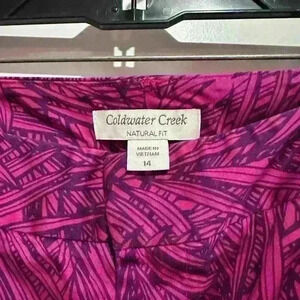 Coldwater Creek
NATURAL FIT
MADE IN
VIETNAM
14